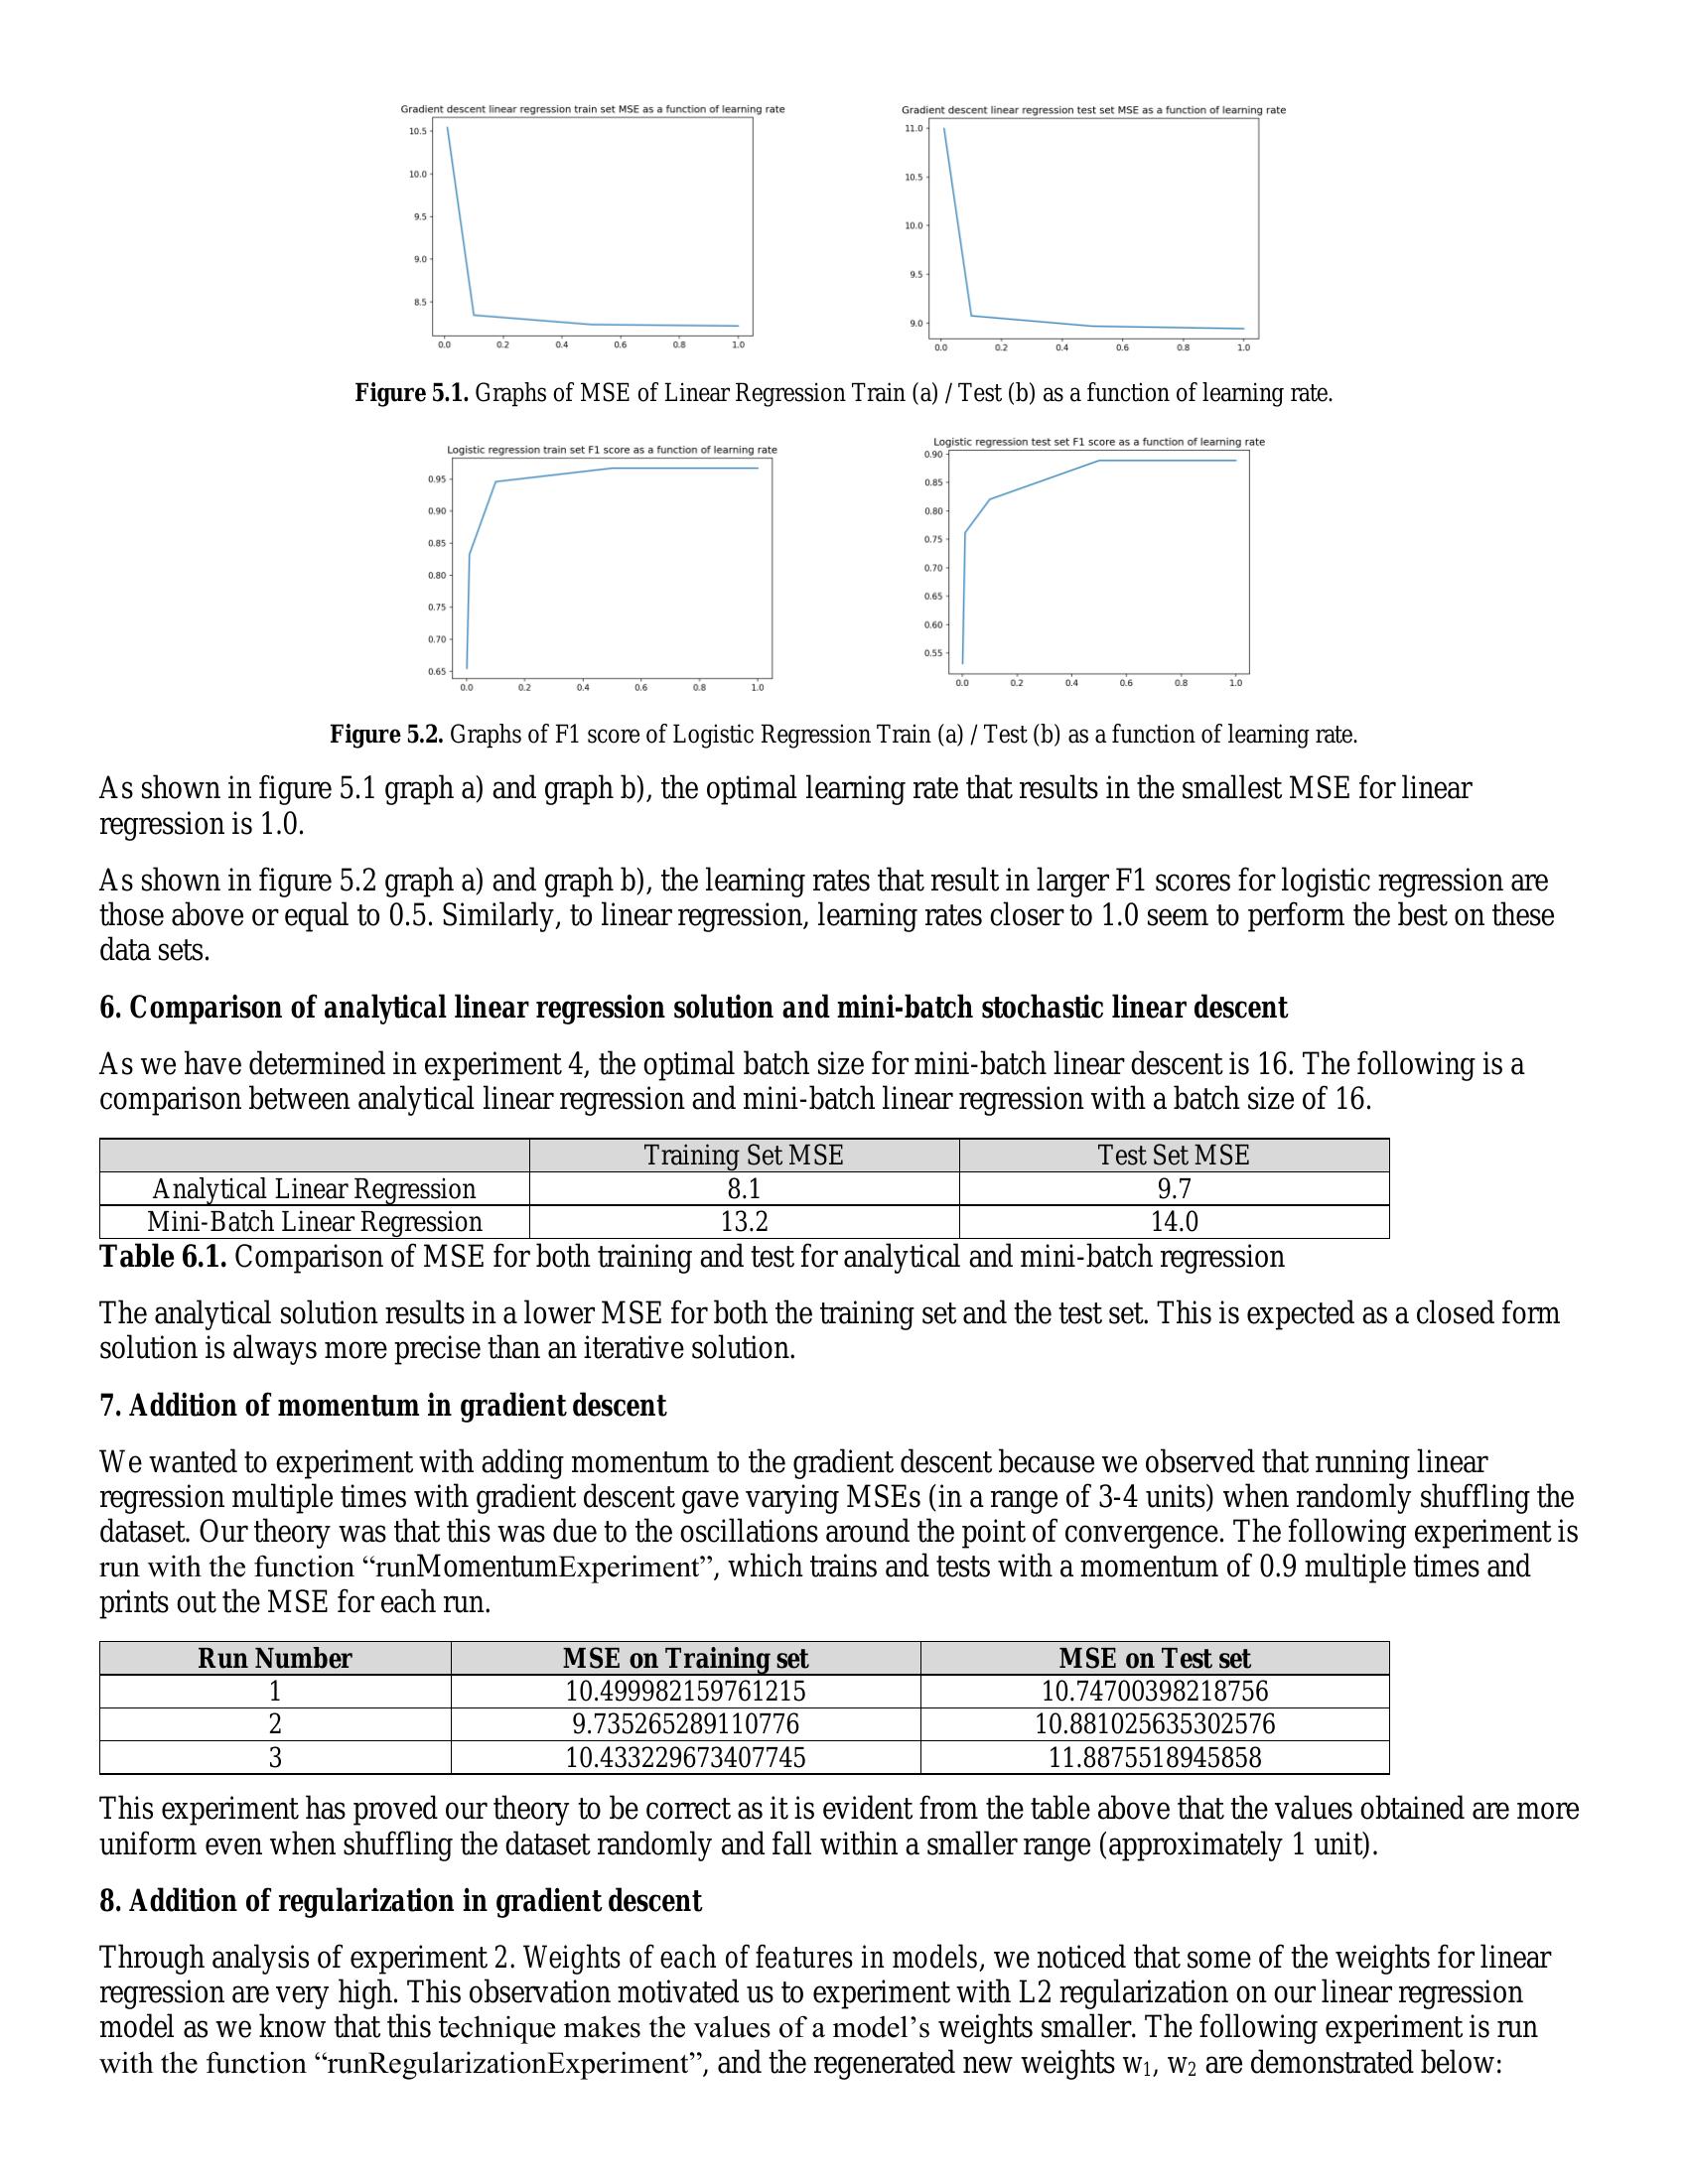 Gradient descent linear regression train set MSE as a function of learning rate
10.5
10.0
9.5
9.0
8.5
0.0 0.2 0.4 0.6 0.8 1.0
Gradient descent linear regression test set MSE as a function of learning rate
11.0
10.5
10.0
9.5
9.0
0.0 0.2 0.4 0.6 0.8 1.0
Figure 5.1. Graphs of MSE of Linear Regression Train (a) / Test (b) as a function of learning rate.
Logistic regression train set F1 score as a function of learning rate
0.95
0.90
0.85
0.80
0.75
0.70
0.65
0.0 0.2 0.4 0.6 0.8 1.0
Logistic regression test set F1 score as a function of learning rate
0.90
0.85
0.80
0.75
0.70
0.65
0.60
0.55
0.0 0.2 0.4 0.6 0.8 1.0
Figure 5.2. Graphs of F1 score of Logistic Regression Train (a) / Test (b) as a function of learning rate.
As shown in figure 5.1 graph a) and graph b), the optimal learning rate that results in the smallest MSE for linear
regression is 1.0.
As shown in figure 5.2 graph a) and graph b), the learning rates that result in larger F1 scores for logistic regression are
those above or equal to 0.5. Similarly, to linear regression, learning rates closer to 1.0 seem to perform the best on these
data sets.
6. Comparison of analytical linear regression solution and mini-batch stochastic linear descent
As we have determined in experiment 4, the optimal batch size for mini-batch linear descent is 16. The following is a
comparison between analytical linear regression and mini-batch linear regression with a batch size of 16.
Training Set MSE Test Set MSE
Analytical Linear Regression 8.1 9.7
Mini-Batch Linear Regression 13.2 14.0
Table 6.1. Comparison of MSE for both training and test for analytical and mini-batch regression
The analytical solution results in a lower MSE for both the training set and the test set. This is expected as a closed form
solution is always more precise than an iterative solution.
7. Addition of momentum in gradient descent
We wanted to experiment with adding momentum to the gradient descent because we observed that running linear
regression multiple times with gradient descent gave varying MSEs (in a range of 3-4 units) when randomly shuffling the
dataset. Our theory was that this was due to the oscillations around the point of convergence. The following experiment is
run with the function “runMomentumExperiment”, which trains and tests with a momentum of 0.9 multiple times and
prints out the MSE for each run.
Run Number MSE on Training set MSE on Test set
1 10.499982159761215 10.74700398218756
2 9.735265289110776 10.881025635302576
3 10.433229673407745 11.8875518945858
This experiment has proved our theory to be correct as it is evident from the table above that the values obtained are more
uniform even when shuffling the dataset randomly and fall within a smaller range (approximately 1 unit).
8. Addition of regularization in gradient descent
Through analysis of experiment 2. Weights of each of features in models, we noticed that some of the weights for linear
regression are very high. This observation motivated us to experiment with L2 regularization on our linear regression
model as we know that this technique makes the values of a model’s weights smaller. The following experiment is run
with the function “runRegularizationExperiment”, and the regenerated new weights w₁, w₂ are demonstrated below: